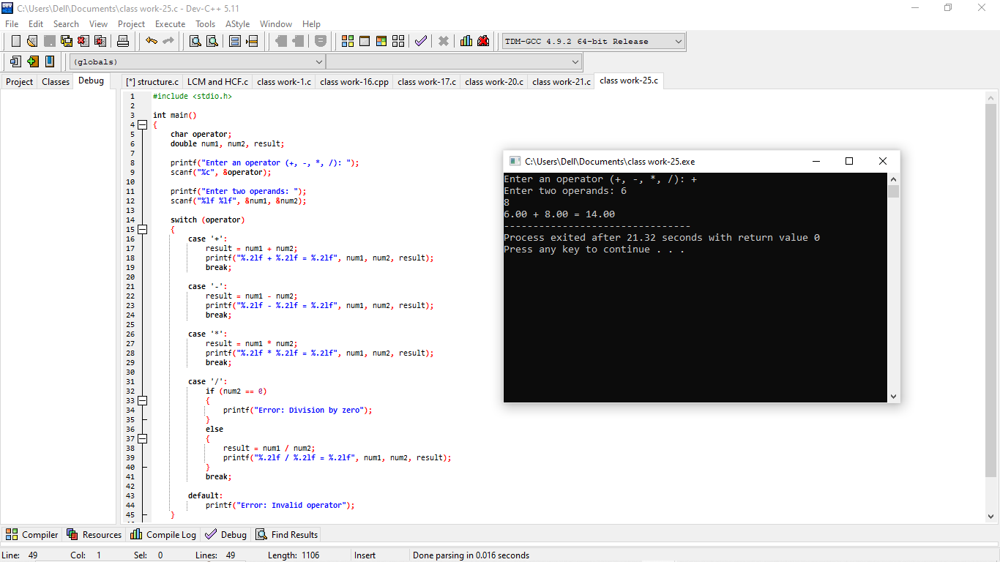 C:\Users\Dell\Documents\class work-25.c - Dev-C++ 5.11
File Edit Search View Project Execute Tools AStyle Window Help
TDM-GCC 4.9.2 64-bit Release
(globals)
Project Classes Debug [*] structure.c LCM and HCF.c class work-1.c class work-16.cpp class work-17.c class work-20.c class work-21.c class work-25.c
1 #include <stdio.h>
2
3 int main()
4 {
5 char operator;
6 double num1, num2, result;
7
8 printf("Enter an operator (+, -, *, /): ");
9 scanf("%c", &operator);
10
11 printf("Enter two operands: ");
12 scanf("%lf %lf", &num1, &num2);
13
14 switch (operator)
15 {
16 case '+':
17 result = num1 + num2;
18 printf("%.2lf + %.2lf = %.2lf", num1, num2, result);
19 break;
20
21 case '-':
22 result = num1 - num2;
23 printf("%.2lf - %.2lf = %.2lf", num1, num2, result);
24 break;
25
26 case '*':
27 result = num1 * num2;
28 printf("%.2lf * %.2lf = %.2lf", num1, num2, result);
29 break;
30
31 case '/':
32 if (num2 == 0)
33 {
34 printf("Error: Division by zero");
35 }
36 else
37 {
38 result = num1 / num2;
39 printf("%.2lf / %.2lf = %.2lf", num1, num2, result);
40 }
41 break;
42
43 default:
44 printf("Error: Invalid operator");
45 }
C:\Users\Dell\Documents\class work-25.exe
Enter an operator (+, -, *, /): +
Enter two operands: 6
8
6.00 + 8.00 = 14.00
--------------------------------
Process exited after 21.32 seconds with return value 0
Press any key to continue . . .
Compiler Resources Compile Log Debug Find Results
Line: 49 Col: 1 Sel: 0 Lines: 49 Length: 1106 Insert Done parsing in 0.016 seconds